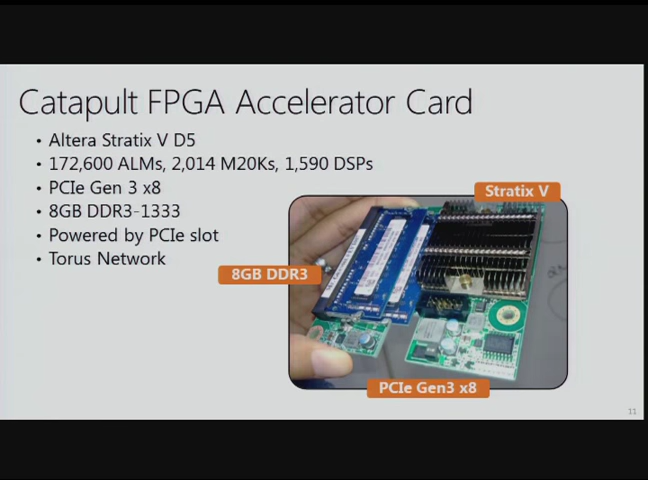 Catapult FPGA Accelerator Card
• Altera Stratix V D5
• 172,600 ALMs, 2,014 M20Ks, 1,590 DSPs
• PCIe Gen 3 x8
• 8GB DDR3-1333
• Powered by PCIe slot
• Torus Network
Stratix V
8GB DDR3
PCIe Gen3 x8
11